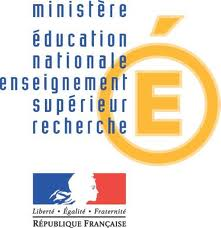 ministère
éducation
nationale
enseignement
supérieur
recherche
É
Liberté • Égalité • Fraternité
RÉPUBLIQUE FRANÇAISE